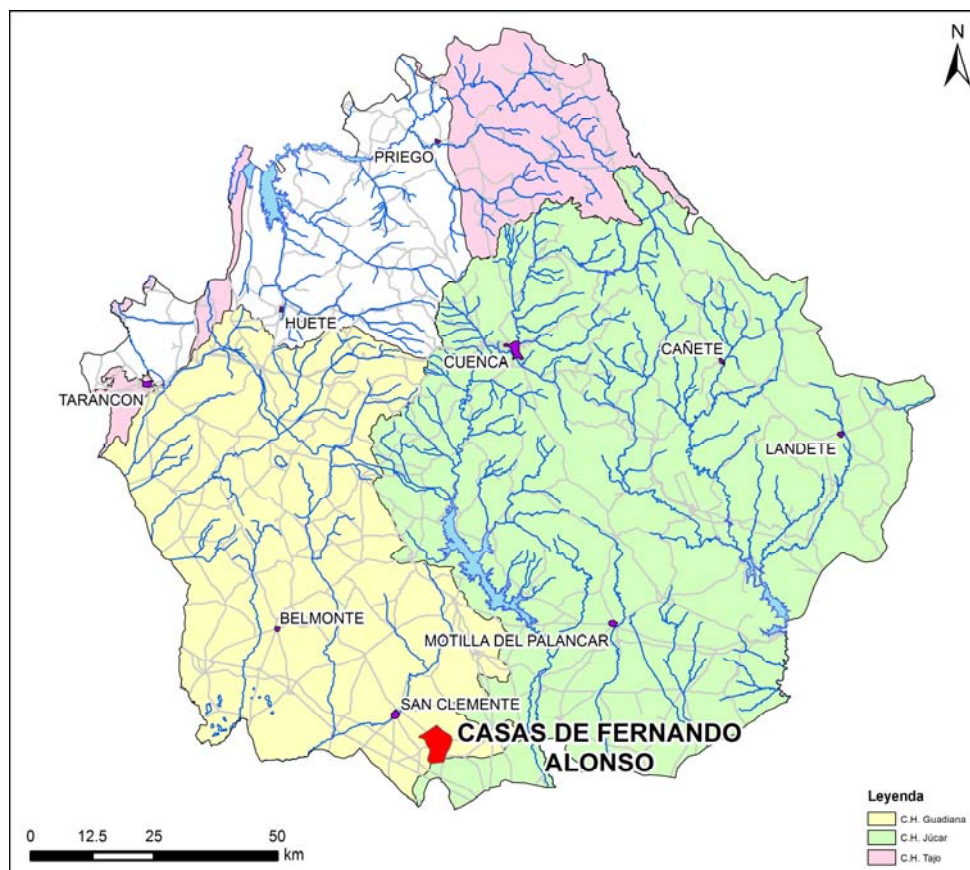 N
PRIEGO
HUETE
CUENCA
CAÑETE
TARANCON
LANDETE
BELMONTE
MOTILLA DEL PALANCAR
SAN CLEMENTE
CASAS DE FERNANDO
ALONSO
Leyenda
C.H. Guadiana
C.H. Júcar
C.H. Tajo
0 12.5 25 50
km